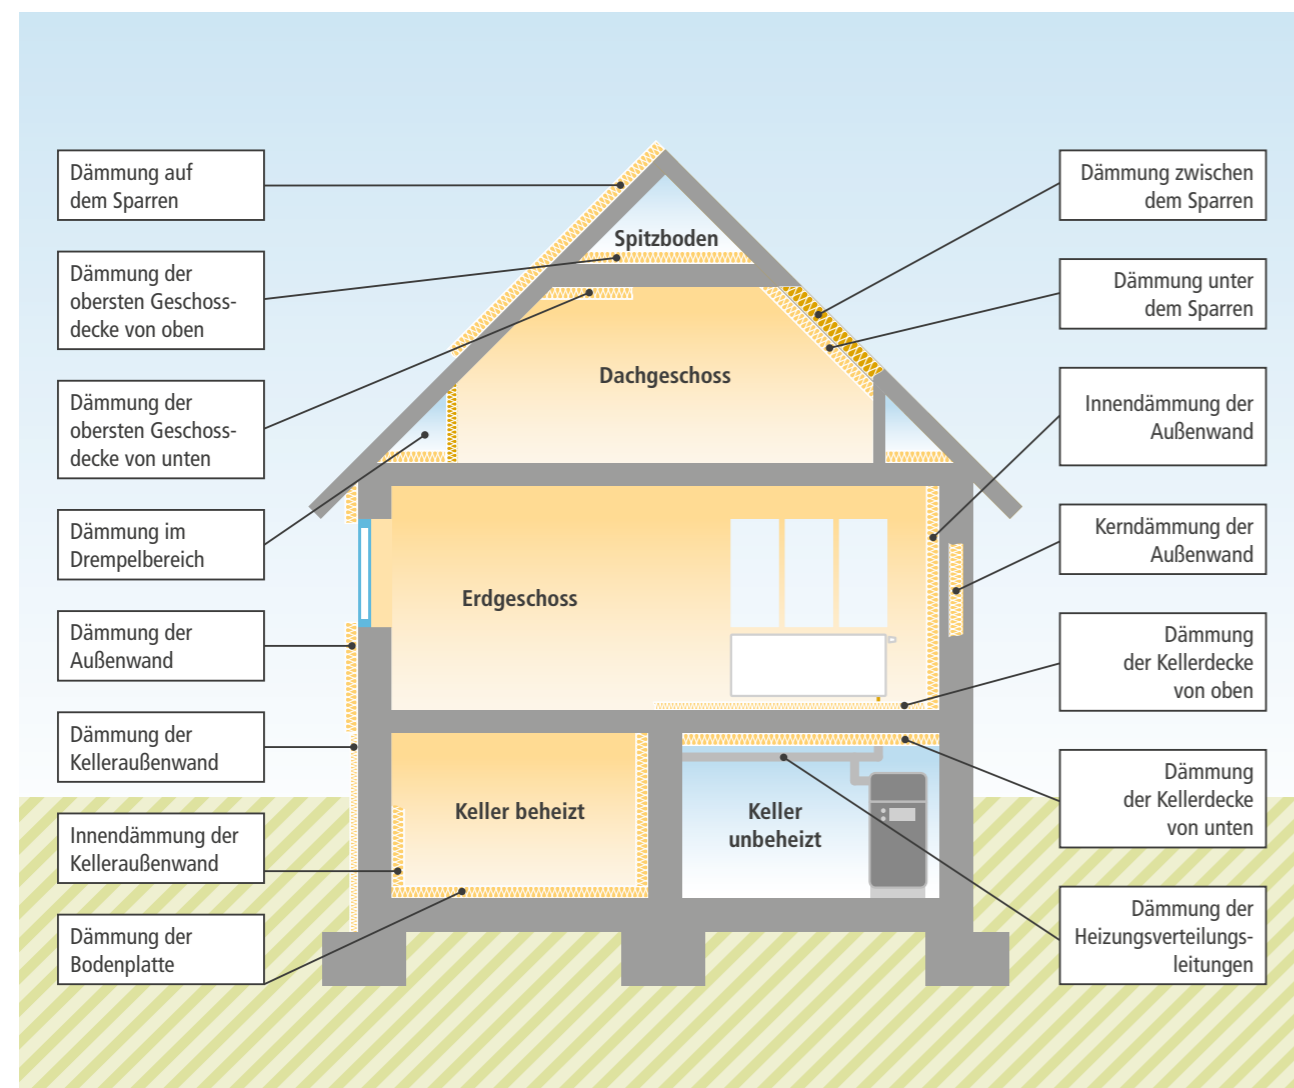 Dämmung auf
dem Sparren
Dämmung der
obersten Geschoss-
decke von oben
Dämmung der
obersten Geschoss-
decke von unten
Dämmung im
Drempelbereich
Dämmung der
Außenwand
Dämmung der
Kelleraußenwand
Innendämmung der
Kelleraußenwand
Dämmung der
Bodenplatte
Spitzboden
Dachgeschoss
Erdgeschoss
Keller beheizt
Keller
unbeheizt
Dämmung zwischen
dem Sparren
Dämmung unter
dem Sparren
Innendämmung der
Außenwand
Kerndämmung der
Außenwand
Dämmung
der Kellerdecke
von oben
Dämmung
der Kellerdecke
von unten
Dämmung der
Heizungsverteilungs-
leitungen